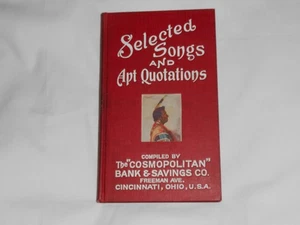 Selected
Songs
AND
Apt Quotations
COMPILED BY
The "COSMOPOLITAN"
BANK & SAVINGS CO.
FREEMAN AVE.
CINCINNATI, OHIO, U.S.A.